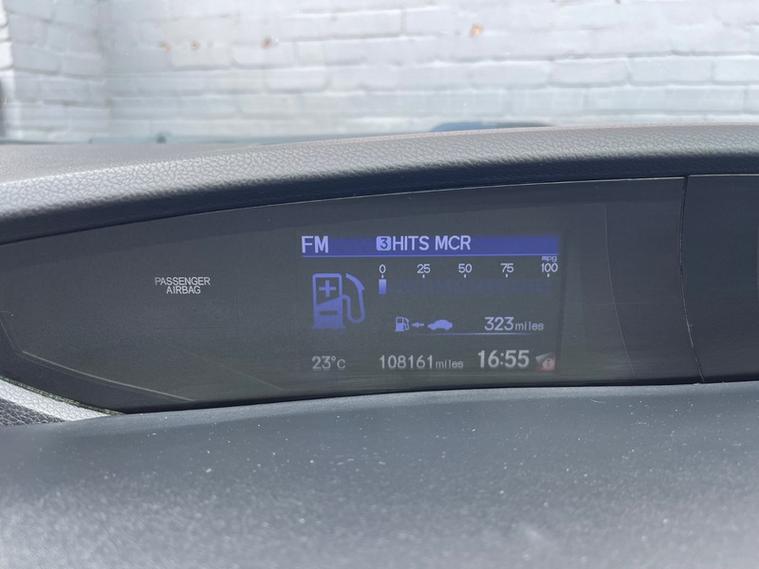 FM 3 HITS MCR
mpg
0 25 50 75 100
PASSENGER
AIRBAG
323 miles
23°C 108161 miles 16:55 i